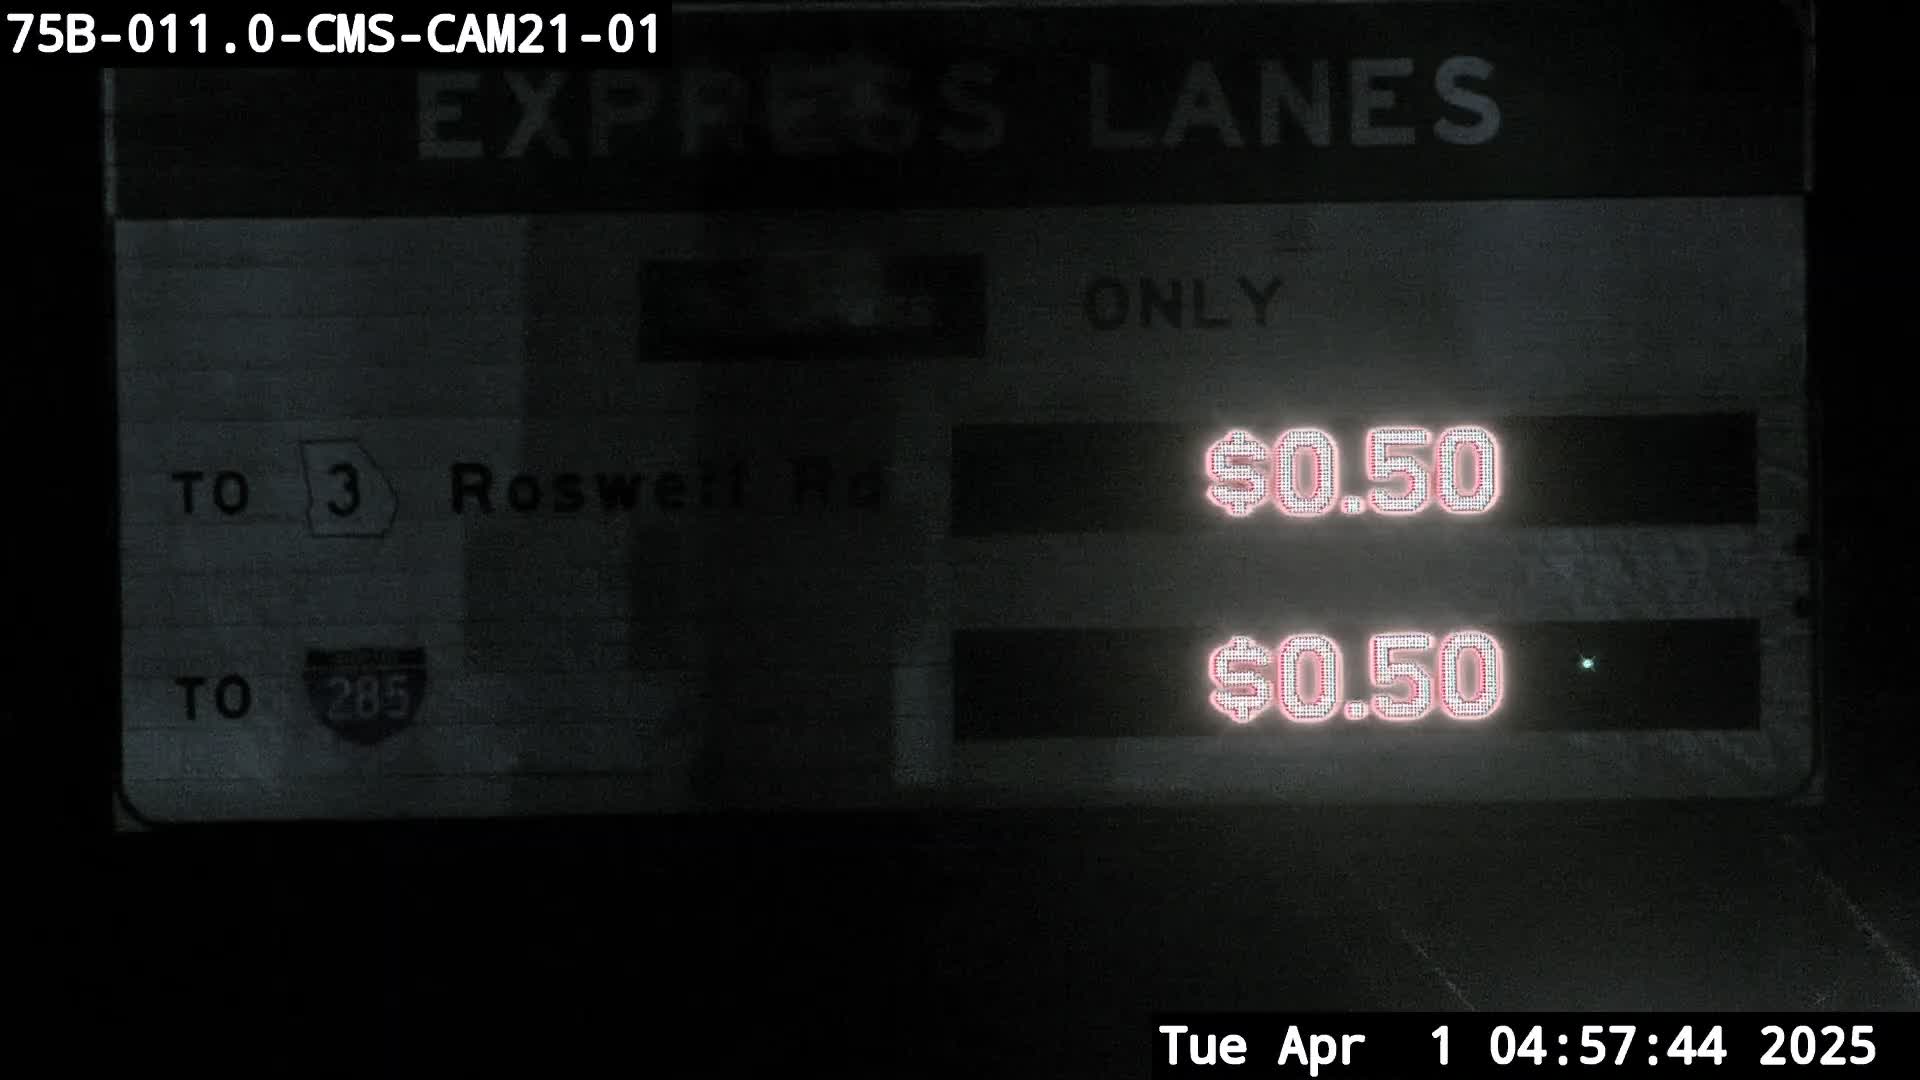 75B-011.0-CMS-CAM21-01
EXPRESS LANES
ONLY
TO 3 Roswell Rd $0.50
TO 285 $0.50
Tue Apr 1 04:57:44 2025